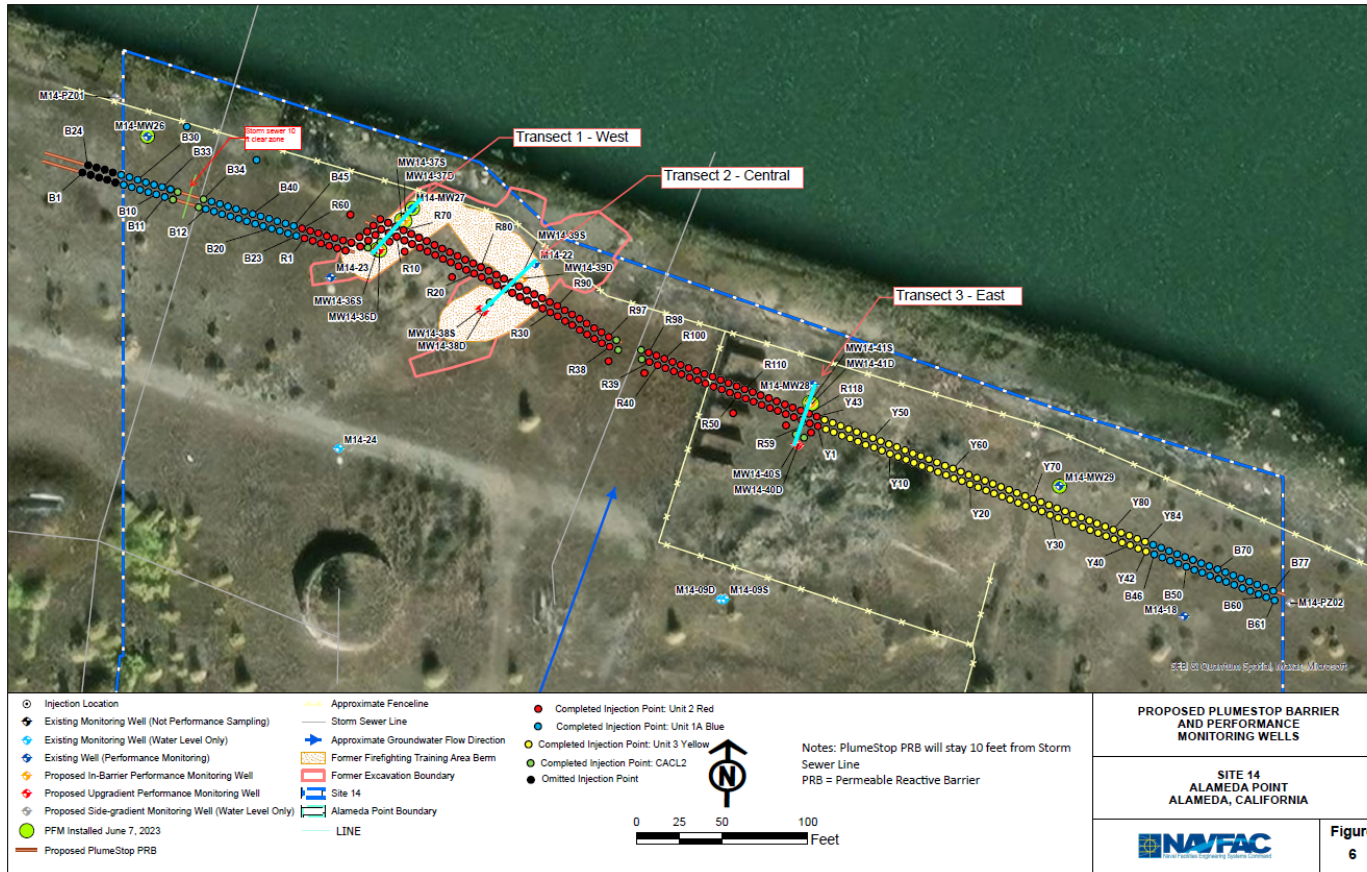 M14-PZ01
B24
M14-MW26
B30
B33
Storm sewer 10
ft clear zone
B34
B1
B10
B11
B12
B20
B23
B40
B45
R1
R60
Transect 1 - West
MW14-37S
MW14-37D
M14-MW27
R70
Transect 2 - Central
R80
MW14-39S
M14-22
MW14-39D
R90
M14-23
R10
R20
MW14-36S
MW14-36D
MW14-38S
MW14-38D
R30
R97
R98
R100
R38
R39
R40
Transect 3 - East
MW14-41S
MW14-41D
R110
M14-MW28
R118
Y43
R50
R59
MW14-40S
MW14-40D
Y1
Y50
Y60
Y10
Y20
Y70
M14-MW29
Y80
Y84
Y30
Y40
Y42
B46
B50
M14-18
B70
B77
B60
B61
M14-PZ02
M14-24
M14-09D
M14-09S
Quantum Spatial, Maxar, Microsoft
Injection Location
Existing Monitoring Well (Not Performance Sampling)
Existing Monitoring Well (Water Level Only)
Existing Well (Performance Monitoring)
Proposed In-Barrier Performance Monitoring Well
Proposed Upgradient Performance Monitoring Well
Proposed Side-gradient Monitoring Well (Water Level Only)
PFM Installed June 7, 2023
Proposed PlumeStop PRB
Approximate Fenceline
Storm Sewer Line
Approximate Groundwater Flow Direction
Former Firefighting Training Area Berm
Former Excavation Boundary
Site 14
Alameda Point Boundary
LINE
Completed Injection Point: Unit 2 Red
Completed Injection Point: Unit 1A Blue
Completed Injection Point: Unit 3 Yellow
Completed Injection Point: CACL2
Omitted Injection Point
N
0 25 50 100
Feet
Notes: PlumeStop PRB will stay 10 feet from Storm
Sewer Line
PRB = Permeable Reactive Barrier
PROPOSED PLUMESTOP BARRIER
AND PERFORMANCE
MONITORING WELLS
SITE 14
ALAMEDA POINT
ALAMEDA, CALIFORNIA
NAVFAC
Naval Facilities Engineering Systems Command
Figure
6